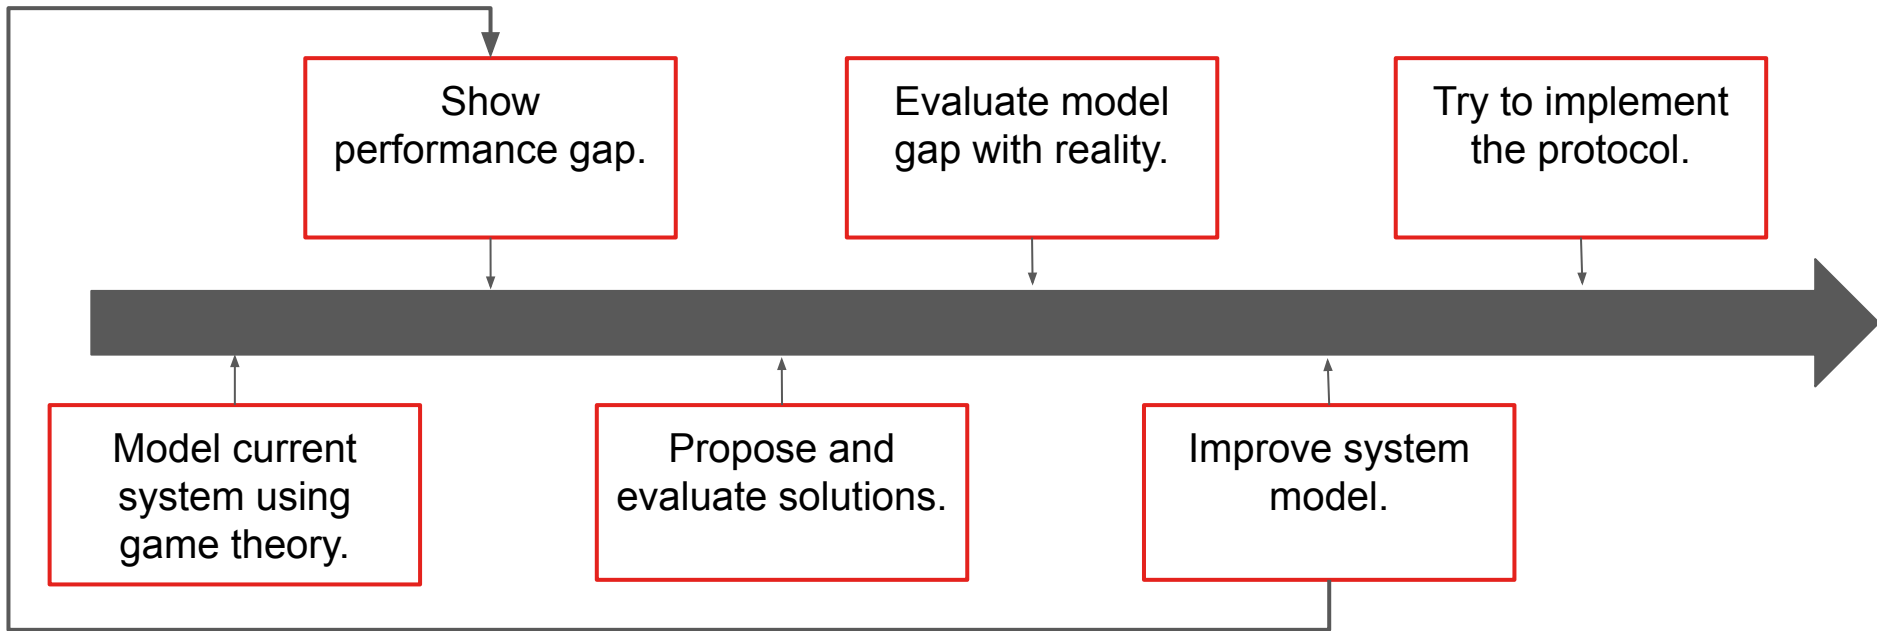 Show
performance gap.
Evaluate model
gap with reality.
Try to implement
the protocol.
Model current
system using
game theory.
Propose and
evaluate solutions.
Improve system
model.